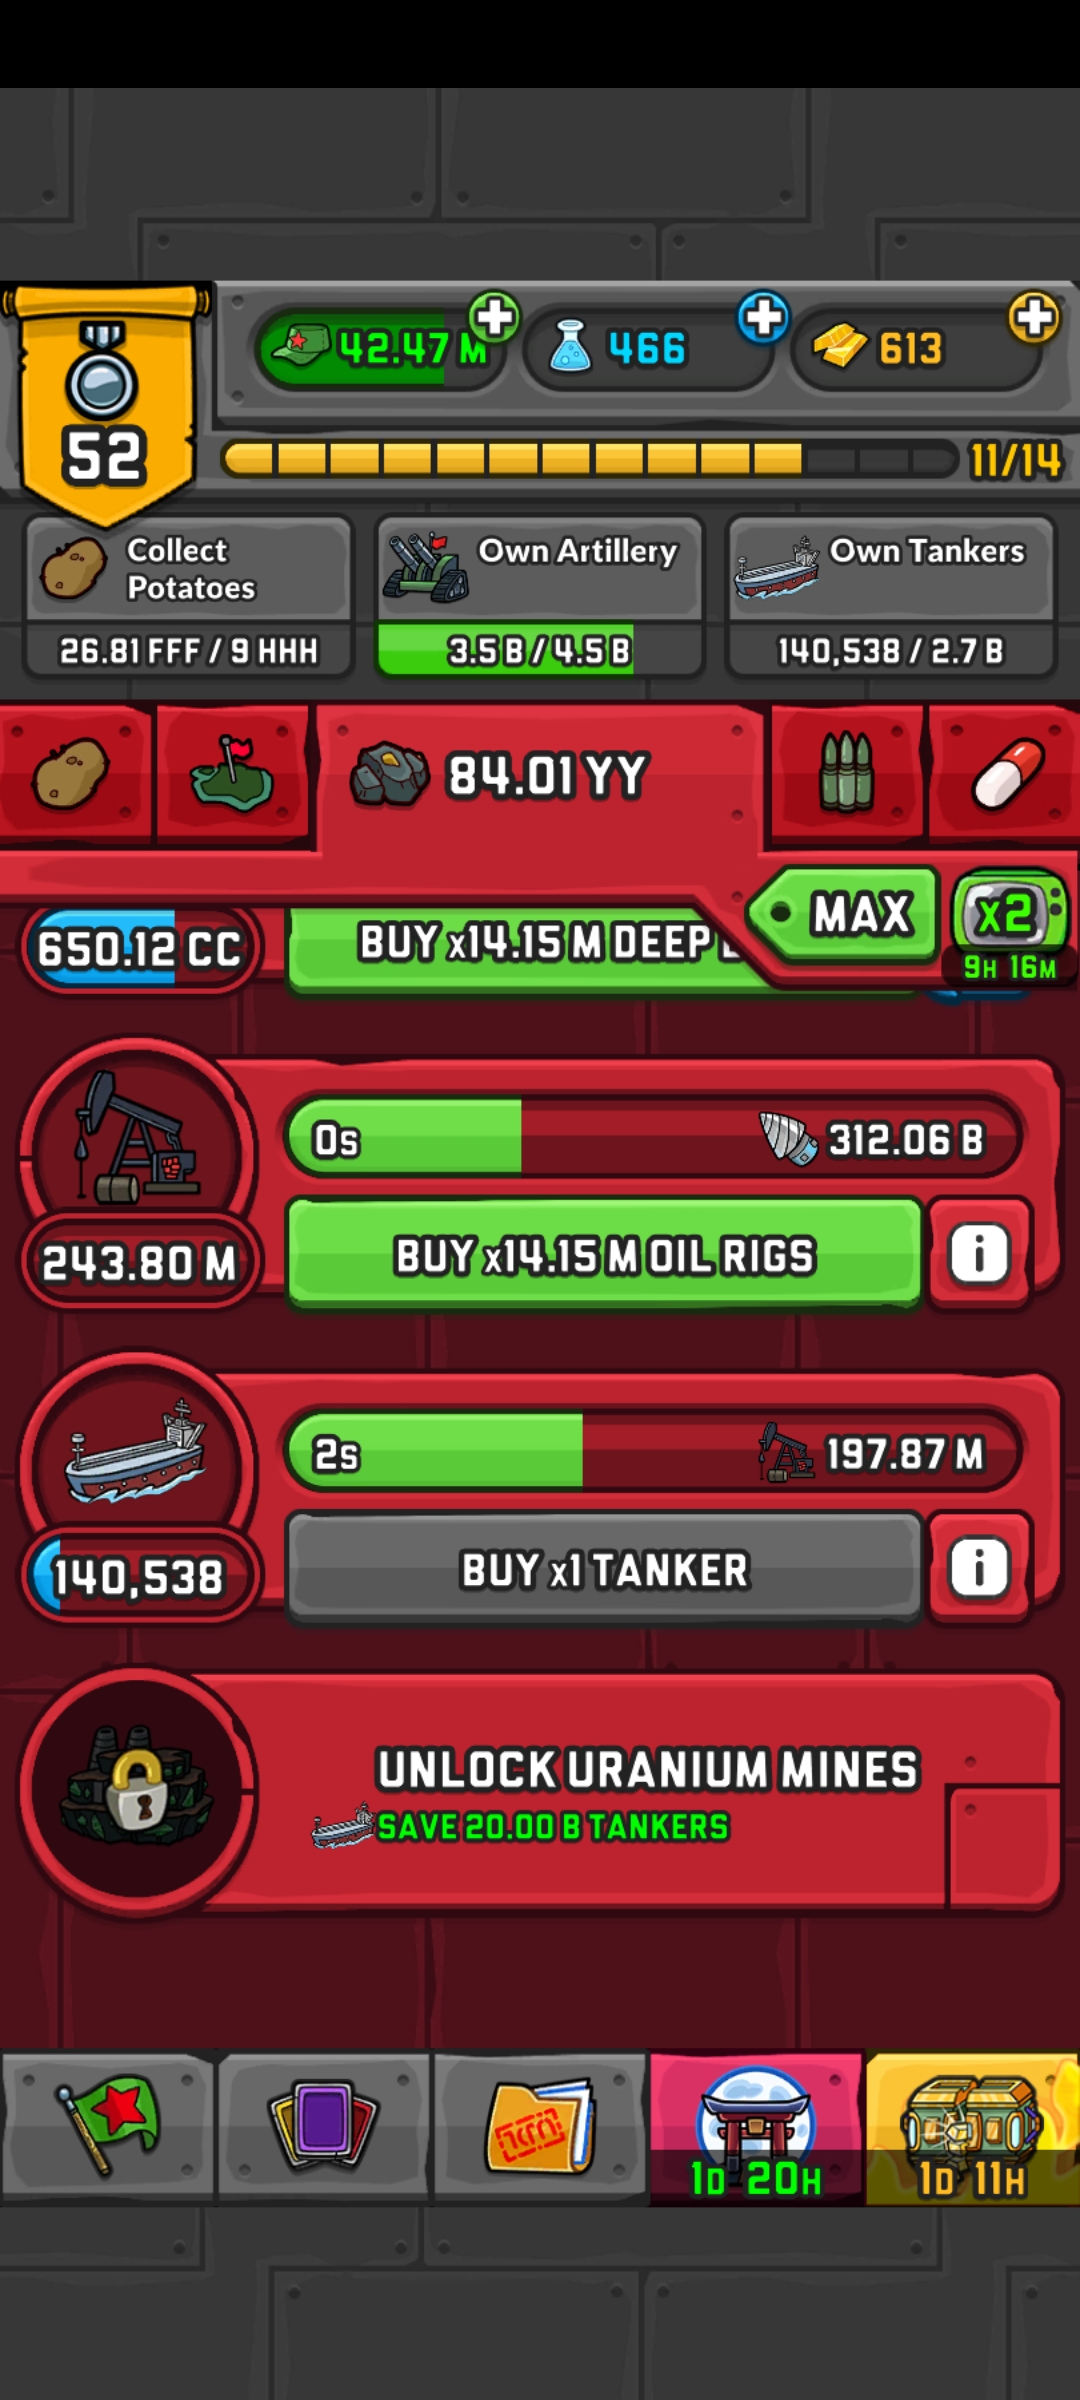 42.47 M
466
613
52
11/14
Collect
Potatoes
Own Artillery
Own Tankers
26.81 FFF / 9 HHH
3.5 B / 4.5 B
140,538 / 2.7 B
84.01 YY
MAX
x2
9H 16M
650.12 CC
BUY x14.15 M DEEP
0s
312.06 B
243.80 M
BUY x14.15 M OIL RIGS
i
2s
197.87 M
140,538
BUY x1 TANKER
i
UNLOCK URANIUM MINES
SAVE 20.00 B TANKERS
1D 20H
1D 11H